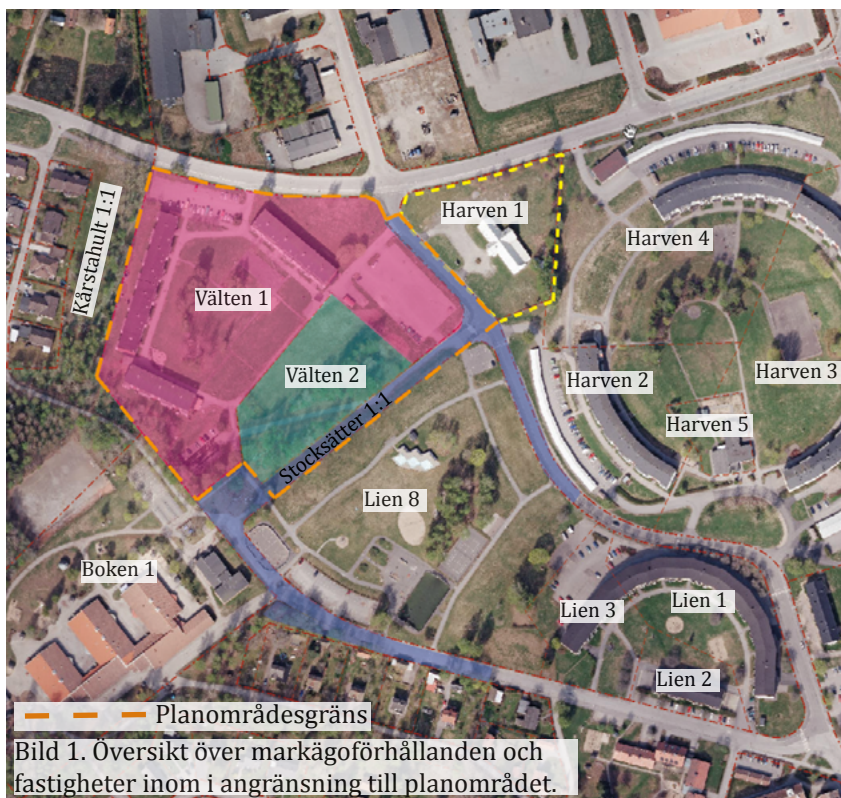 Kårstahult 1:1
Harven 1
Harven 4
Välten 1
Välten 2
Harven 2
Harven 3
Harven 5
Stocksätter 1:1
Lien 8
Boken 1
Lien 3
Lien 1
Lien 2
Planområdesgräns
Bild 1. Översikt över markägoförhållanden och
fastigheter inom i angränsning till planområdet.